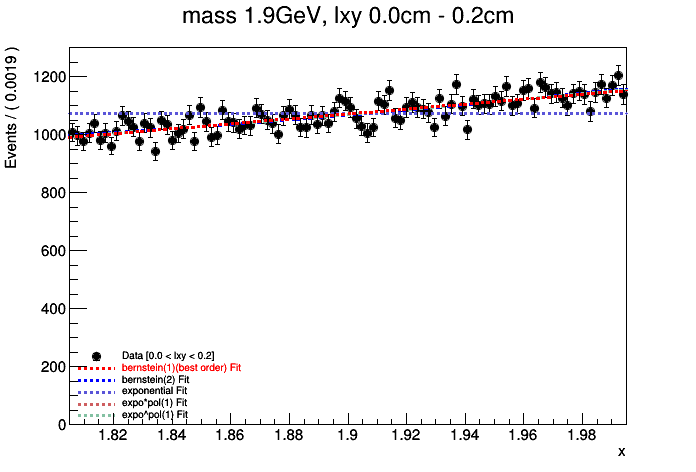 mass 1.9GeV, lxy 0.0cm - 0.2cm
Events / ( 0.0019 )
1200
1000
800
600
400
200
0
Data [0.0 < lxy < 0.2]
bernstein(1)(best order) Fit
bernstein(2) Fit
exponential Fit
expo*pol(1) Fit
expo^pol(1) Fit
1.82 1.84 1.86 1.88 1.9 1.92 1.94 1.96 1.98
x